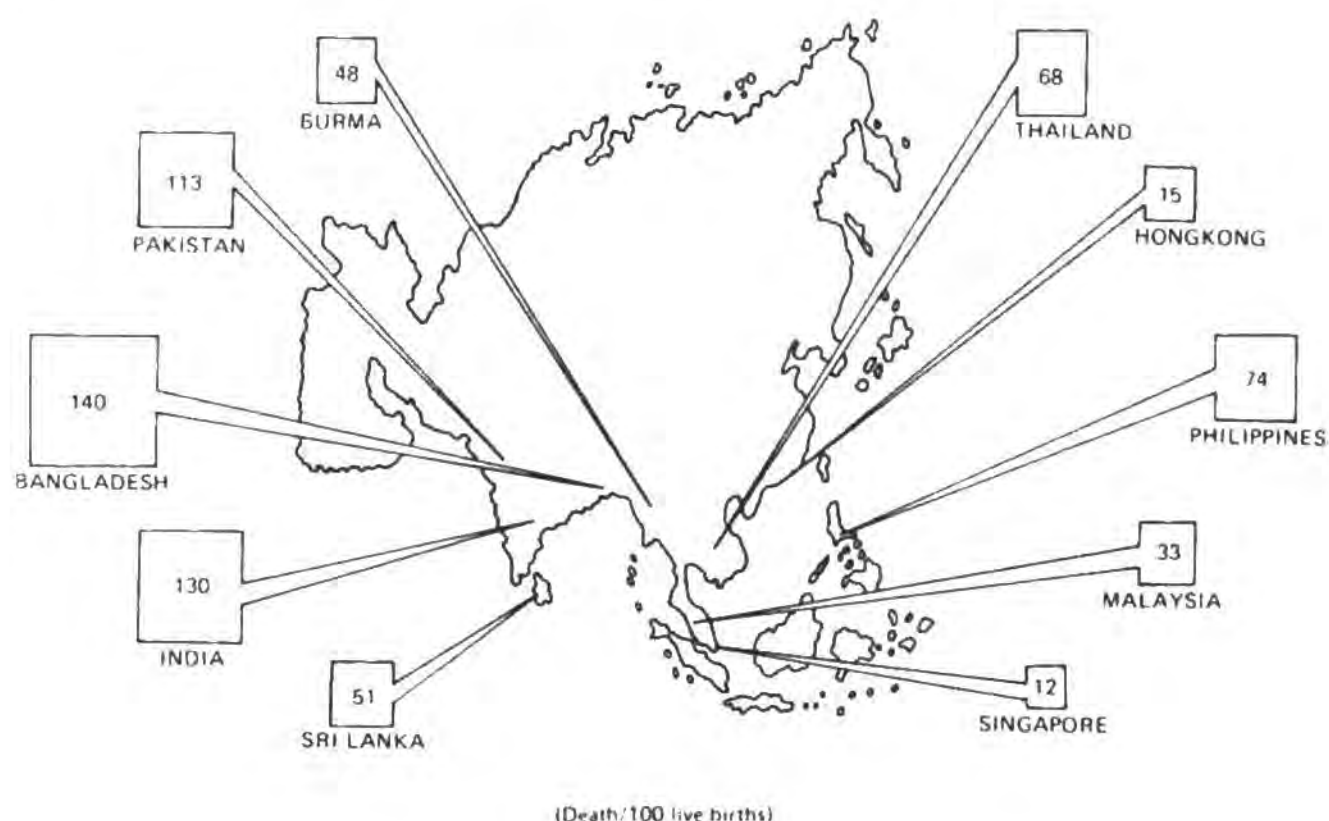 48
BURMA
68
THAILAND
113
PAKISTAN
15
HONGKONG
140
BANGLADESH
74
PHILIPPINES
130
INDIA
33
MALAYSIA
51
SRI LANKA
12
SINGAPORE
(Death/100 live births)